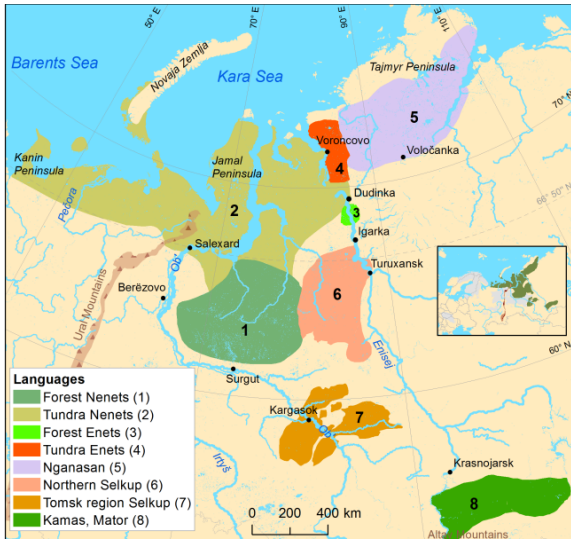 50° E
70° E
90° E
110° E
Barents Sea
Novaja Zemlja
Kara Sea
Tajmyr Peninsula
5
70° N
Voroncovo
Voločanka
Kanin
Peninsula
Jamal
Peninsula
4
Pečora
Dudinka
66° 50' N
2
3
Salexard
Igarka
Ob'
Turuxansk
Ural Mountains
Berëzovo
6
1
Enisej
60° N
Surgut
Languages
Forest Nenets (1)
Tundra Nenets (2)
Forest Enets (3)
Tundra Enets (4)
Nganasan (5)
Northern Selkup (6)
Tomsk region Selkup (7)
Kamas, Mator (8)
Kargasok
7
Ob'
Irtyš
Krasnojarsk
0 200 400 km
8
Altai Mountains